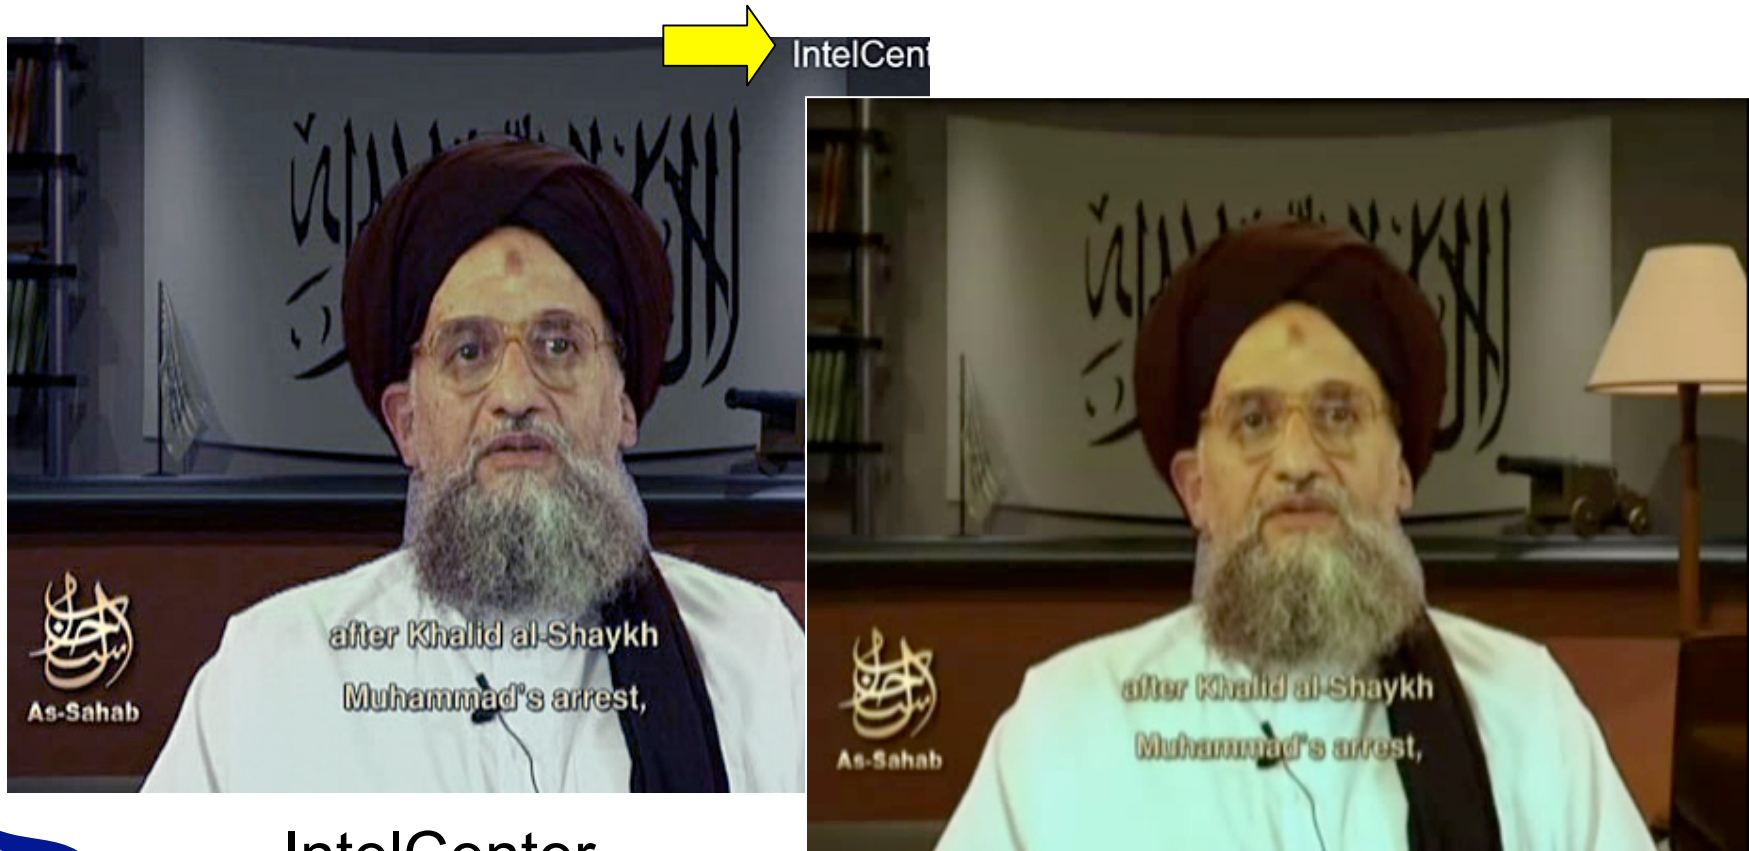 IntelCent
after Khalid al-Shaykh
Muhammad's arrest,
As-Sahab
after Khalid al-Shaykh
Muhammad's arrest,
As-Sahab
IntelCenter